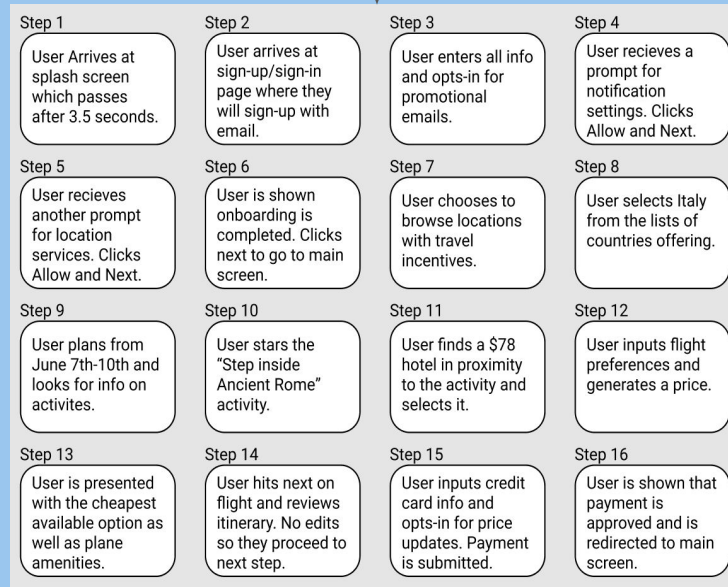 Step 1
User Arrives at
splash screen
which passes
after 3.5 seconds.
Step 2
User arrives at
sign-up/sign-in
page where they
will sign-up with
email.
Step 3
User enters all info
and opts-in for
promotional
emails.
Step 4
User recieves a
prompt for
notification
settings. Clicks
Allow and Next.
Step 5
User recieves
another prompt
for location
services. Clicks
Allow and Next.
Step 6
User is shown
onboarding is
completed. Clicks
next to go to main
screen.
Step 7
User chooses to
browse locations
with travel
incentives.
Step 8
User selects Italy
from the lists of
countries offering.
Step 9
User plans from
June 7th-10th and
looks for info on
activites.
Step 10
User stars the
“Step inside
Ancient Rome”
activity.
Step 11
User finds a $78
hotel in proximity
to the activity and
selects it.
Step 12
User inputs flight
preferences and
generates a price.
Step 13
User is presented
with the cheapest
available option as
well as plane
amenities.
Step 14
User hits next on
flight and reviews
itinerary. No edits
so they proceed to
next step.
Step 15
User inputs credit
card info and
opts-in for price
updates. Payment
is submitted.
Step 16
User is shown that
payment is
approved and is
redirected to main
screen.